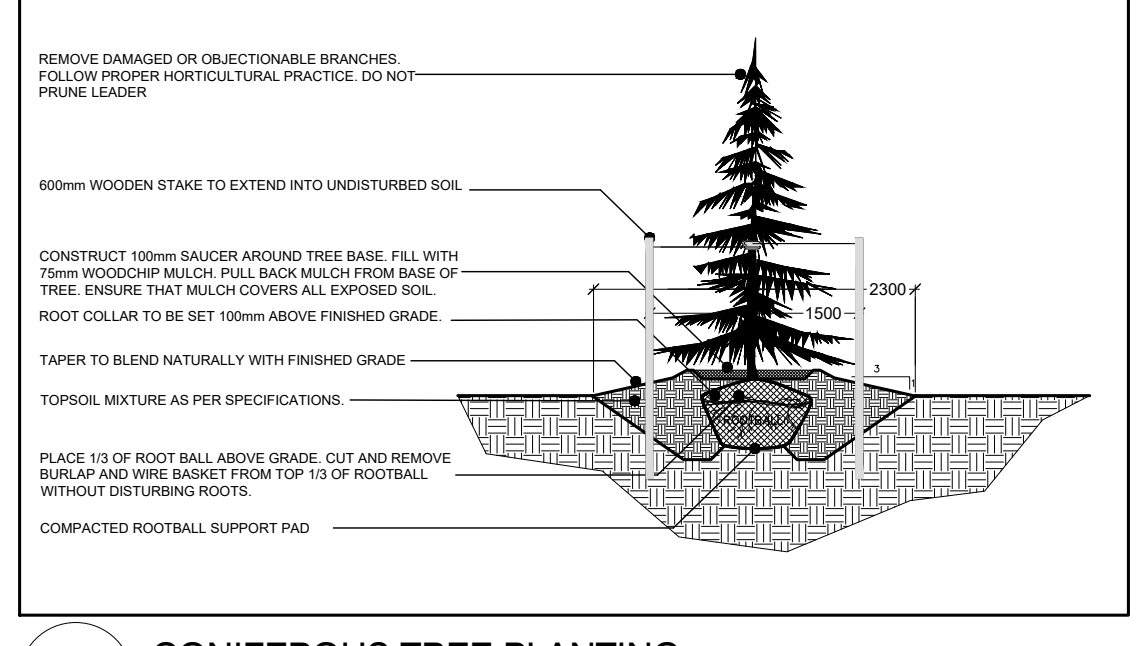 REMOVE DAMAGED OR OBJECTIONABLE BRANCHES.
FOLLOW PROPER HORTICULTURAL PRACTICE. DO NOT
PRUNE LEADER
600mm WOODEN STAKE TO EXTEND INTO UNDISTURBED SOIL
CONSTRUCT 100mm SAUCER AROUND TREE BASE. FILL WITH
75mm WOODCHIP MULCH. PULL BACK MULCH FROM BASE OF
TREE. ENSURE THAT MULCH COVERS ALL EXPOSED SOIL.
2300
1500
ROOT COLLAR TO BE SET 100mm ABOVE FINISHED GRADE.
TAPER TO BLEND NATURALLY WITH FINISHED GRADE
3
1
TOPSOIL MIXTURE AS PER SPECIFICATIONS.
ROOTBALL
PLACE 1/3 OF ROOT BALL ABOVE GRADE. CUT AND REMOVE
BURLAP AND WIRE BASKET FROM TOP 1/3 OF ROOTBALL
WITHOUT DISTURBING ROOTS.
COMPACTED ROOTBALL SUPPORT PAD
CONIFEROUS TREE PLANTING